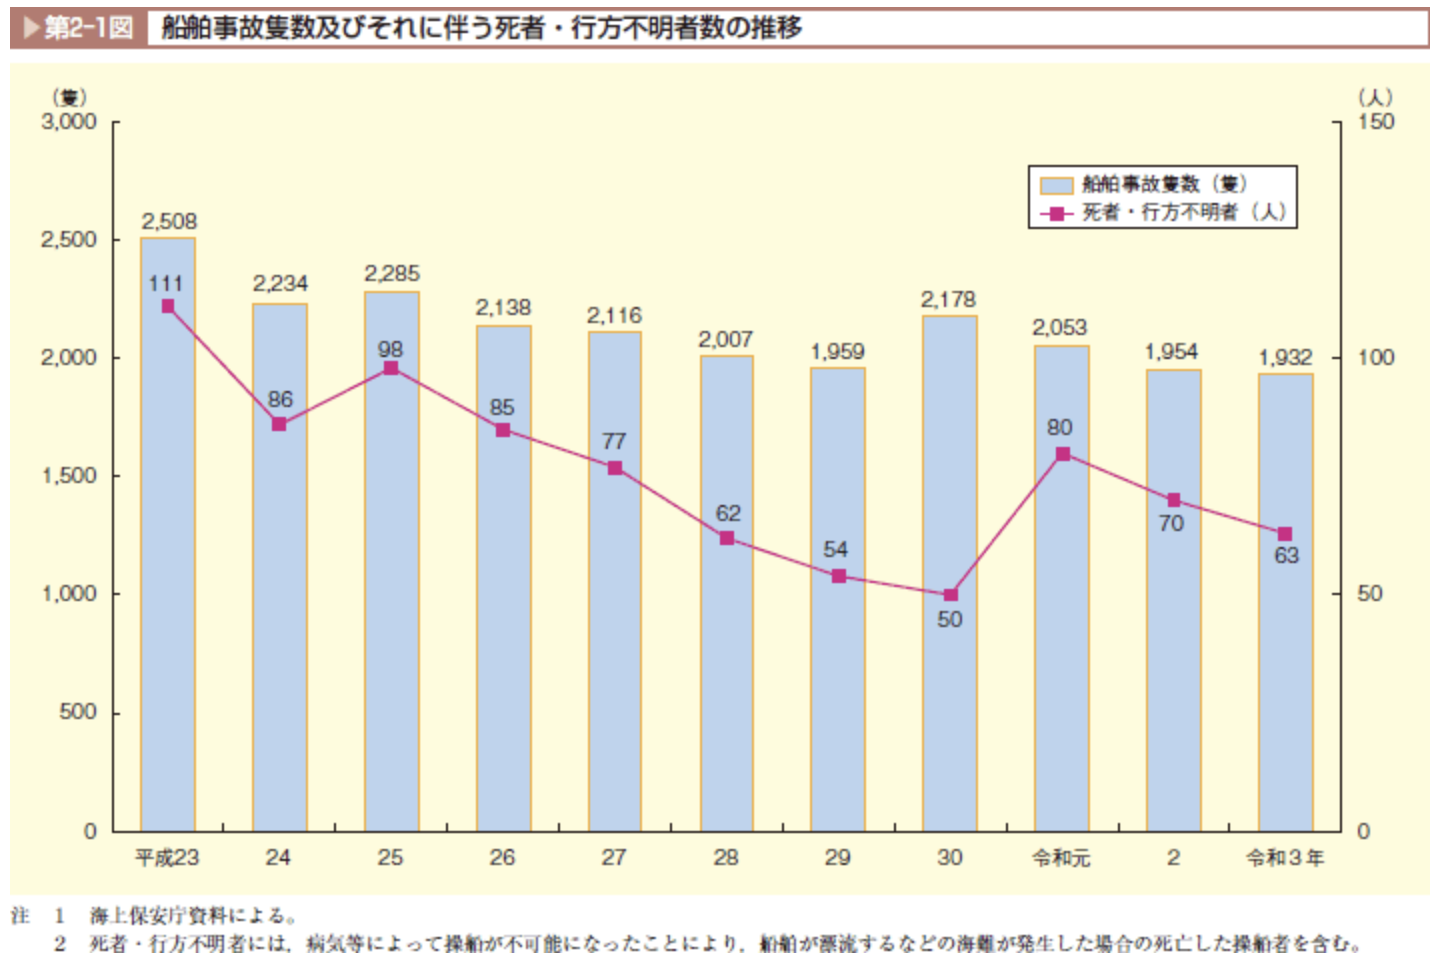 ▶第2-1図 船舶事故隻数及びそれに伴う死者・行方不明者数の推移
(隻) (人)
3,000 150
船舶事故隻数(隻)
死者・行方不明者(人)
2,508
2,500
111 2,234 2,285 2,138 2,116 2,007 1,959 2,178 2,053 1,954 1,932
2,000 100
98
86 85 77 80
1,500
62 54 70 63
1,000 50
50
500
0 0
平成23 24 25 26 27 28 29 30 令和元 2 令和3年
注 1 海上保安庁資料による。
2 死者・行方不明者には,病気等によって操船が不可能になったことにより,船舶が漂流するなどの海難が発生した場合の死亡した操船者を含む。